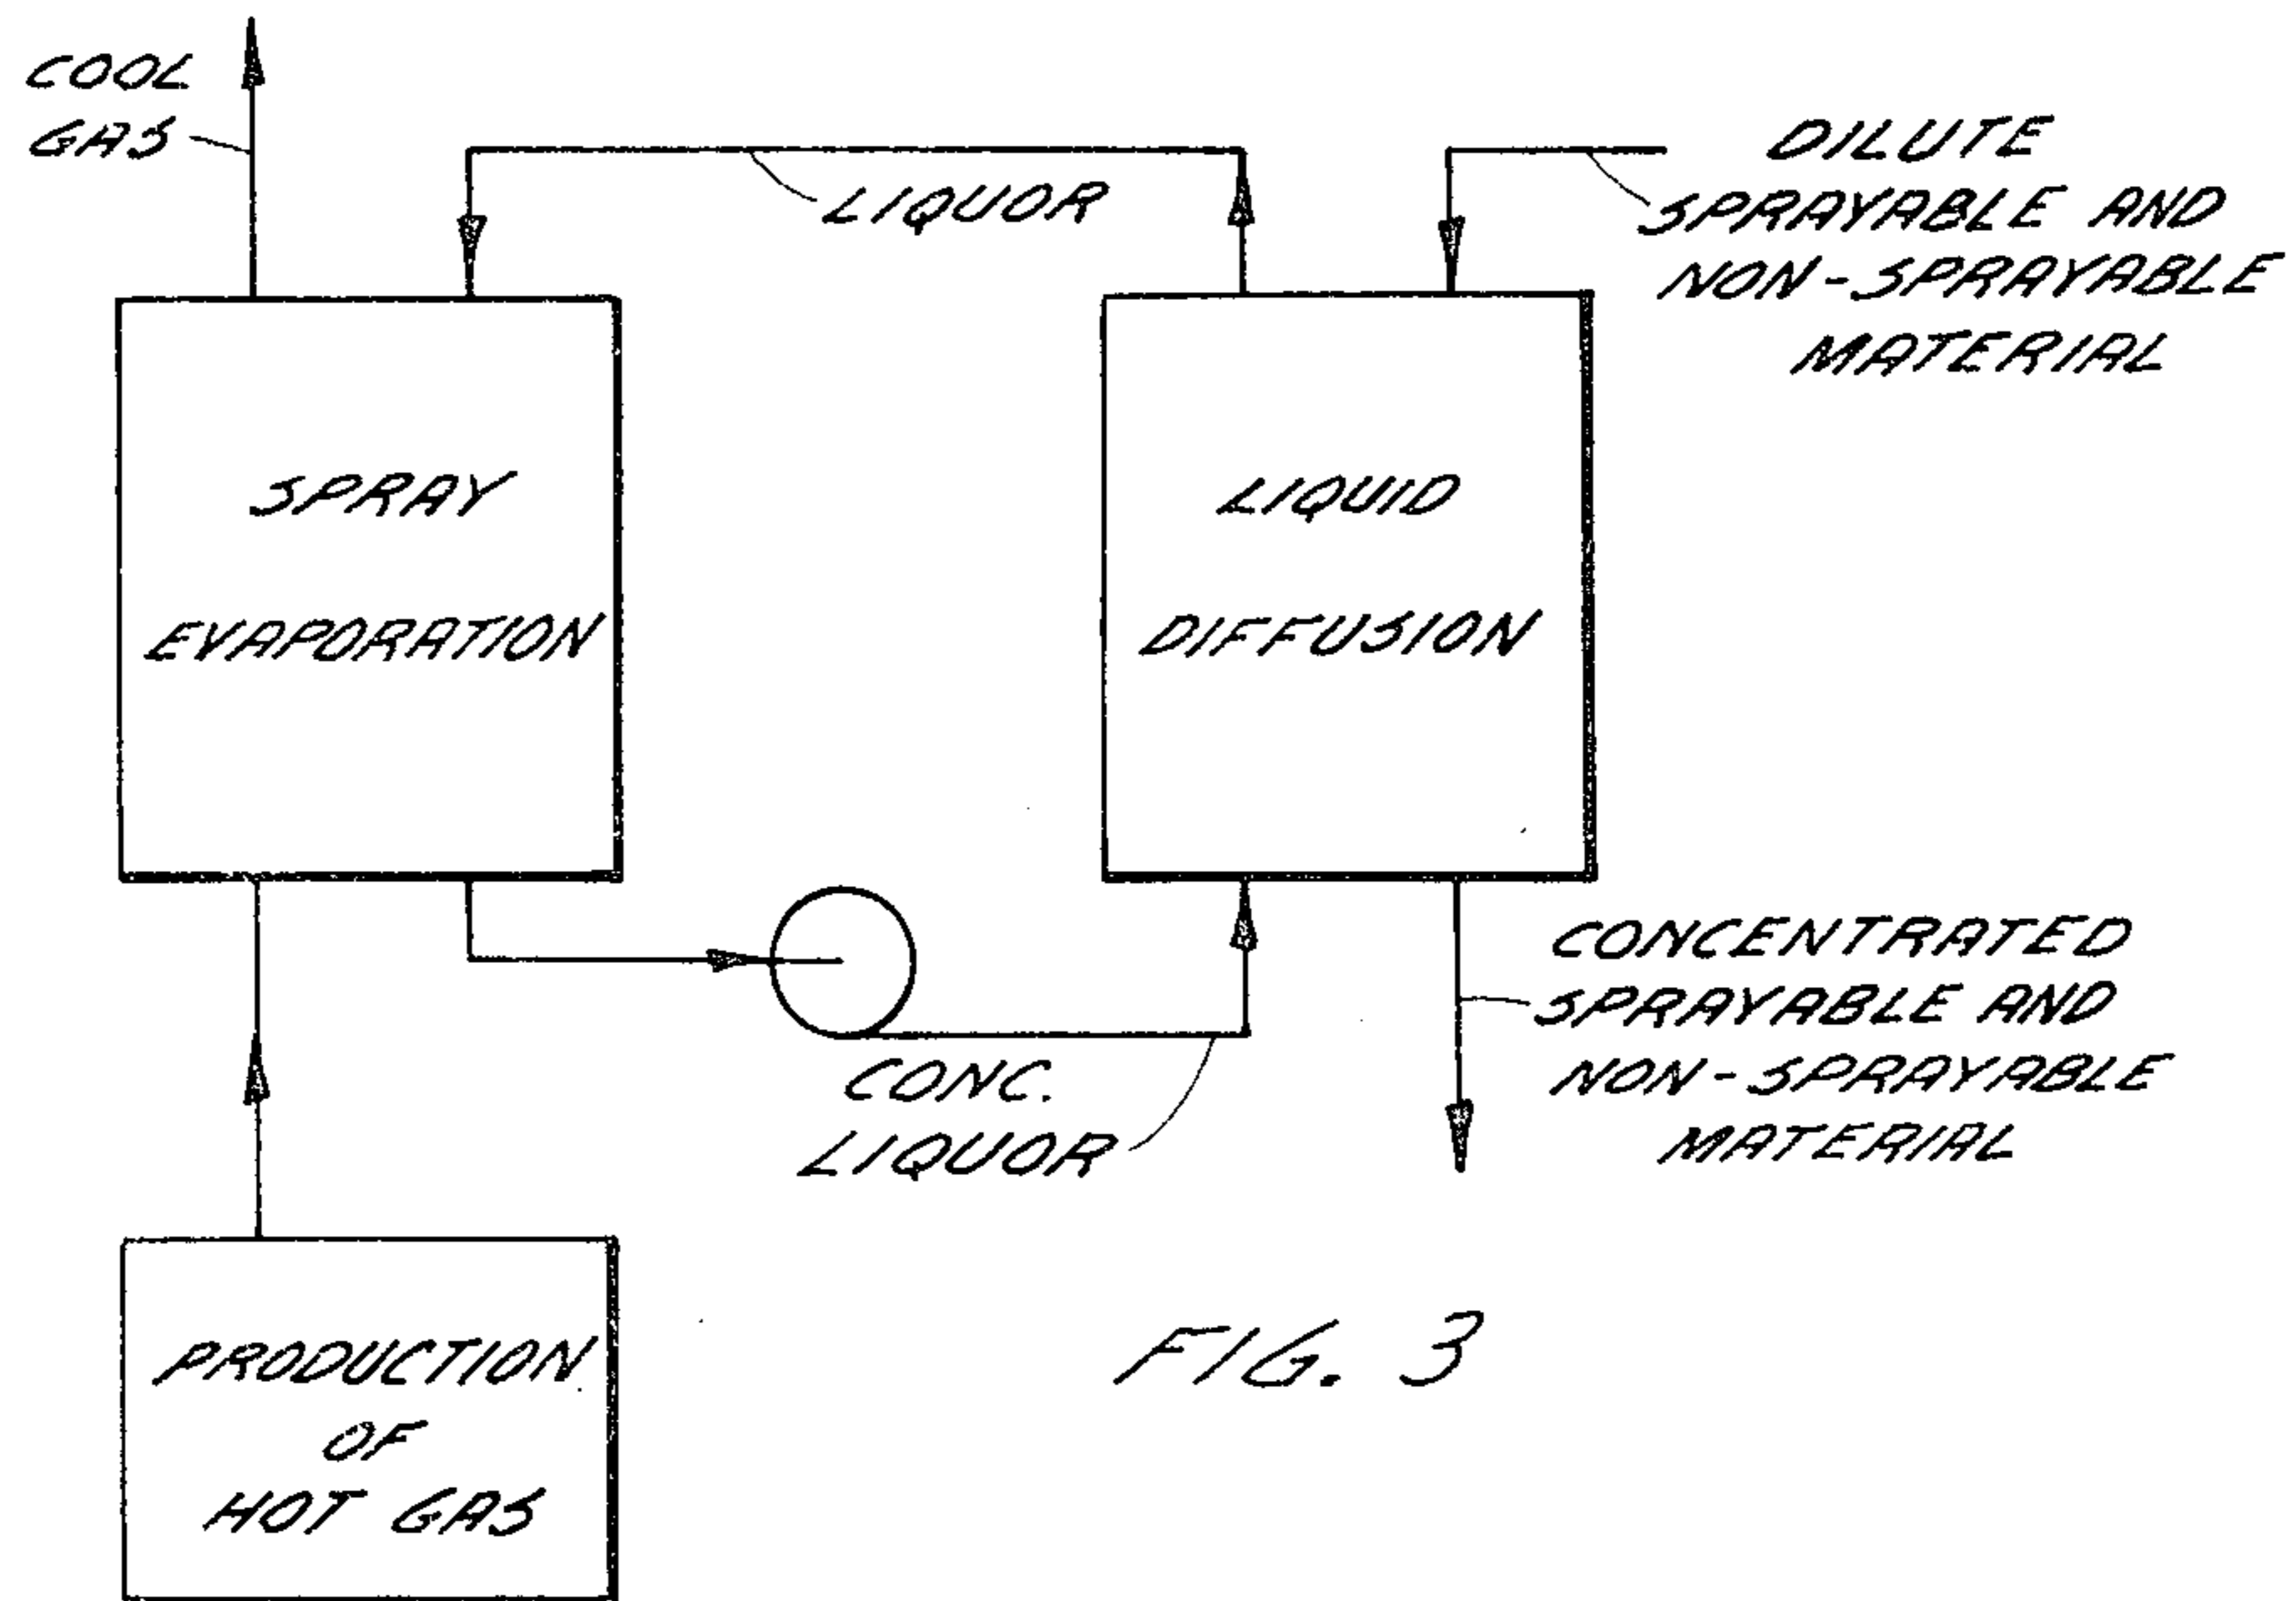 COOL
GAS
LIQUOR
DILUTE
SPRAYABLE AND
NON-SPRAYABLE
MATERIAL
SPRAY
EVAPORATION
LIQUID
DIFFUSION
CONC.
LIQUOR
CONCENTRATED
SPRAYABLE AND
NON-SPRAYABLE
MATERIAL
PRODUCTION
OF
HOT GAS
FIG. 3